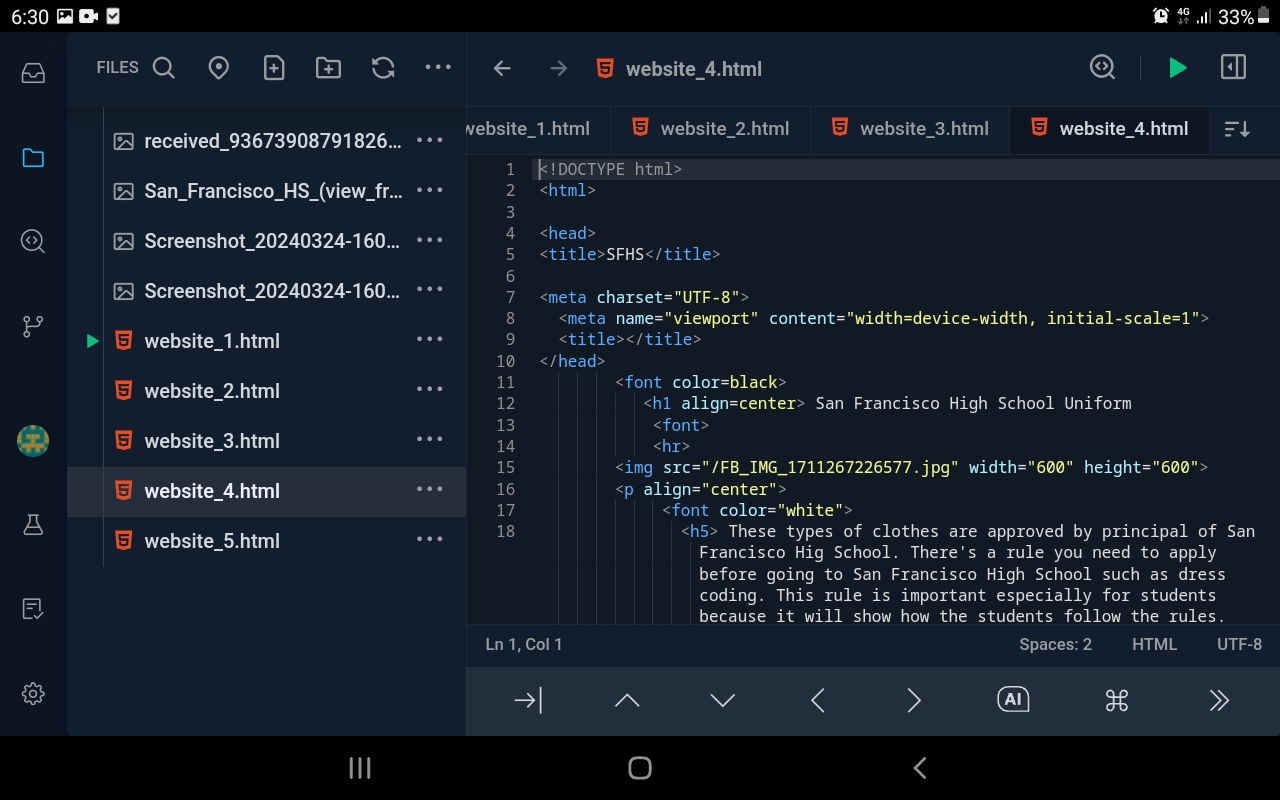 6:30
4G
33%
FILES
received_93673908791826...
San_Francisco_HS_(view_fr...
Screenshot_20240324-160...
Screenshot_20240324-160...
website_1.html
website_2.html
website_3.html
website_4.html
website_5.html
website_4.html
website_1.html
website_2.html
website_3.html
website_4.html
1 <!DOCTYPE html>
2 <html>
3
4 <head>
5 <title>SFHS</title>
6
7 <meta charset="UTF-8">
8 <meta name="viewport" content="width=device-width, initial-scale=1">
9 <title></title>
10 </head>
11 <font color=black>
12 <h1 align=center> San Francisco High School Uniform
13 <font>
14 <hr>
15 <img src="/FB_IMG_1711267226577.jpg" width="600" height="600">
16 <p align="center">
17 <font color="white">
18 <h5> These types of clothes are approved by principal of San
Francisco Hig School. There's a rule you need to apply
before going to San Francisco High School such as dress
coding. This rule is important especially for students
because it will show how the students follow the rules.
Ln 1, Col 1
Spaces: 2
HTML
UTF-8
AI